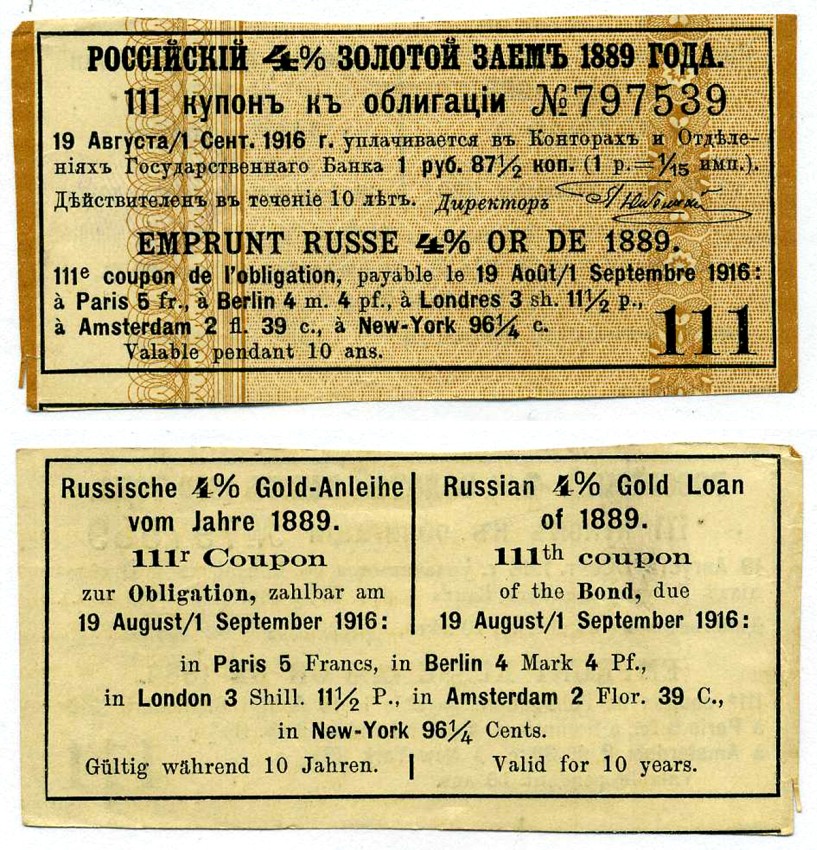 РОССІЙСКІЙ 4% ЗОЛОТОЙ ЗАЕМЪ 1889 ГОДА.
111 купонъ къ облигаціи №797539
19 Августа/1 Сент. 1916 г. уплачивается въ Конторахъ и Отдѣле-
ніяхъ Государственнаго Банка 1 руб. 87½ коп. (1 р.=1/15 имп.).
Дѣйствителенъ въ теченіе 10 лѣтъ. Директоръ
EMPRUNT RUSSE 4% OR DE 1889.
111e coupon de l'obligation, payable le 19 Août/1 Septembre 1916:
à Paris 5 fr., à Berlin 4 m. 4 pf., à Londres 3 sh. 11½ p.,
à Amsterdam 2 fl. 39 c., à New-York 96¼ c.
Valable pendant 10 ans.
111
Russische 4% Gold-Anleihe
vom Jahre 1889.
111r Coupon
zur Obligation, zahlbar am
19 August/1 September 1916:
Russian 4% Gold Loan
of 1889.
111th coupon
of the Bond, due
19 August/1 September 1916:
in Paris 5 Francs, in Berlin 4 Mark 4 Pf.,
in London 3 Shill. 11½ P., in Amsterdam 2 Flor. 39 C.,
in New-York 96¼ Cents.
Gültig während 10 Jahren. | Valid for 10 years.